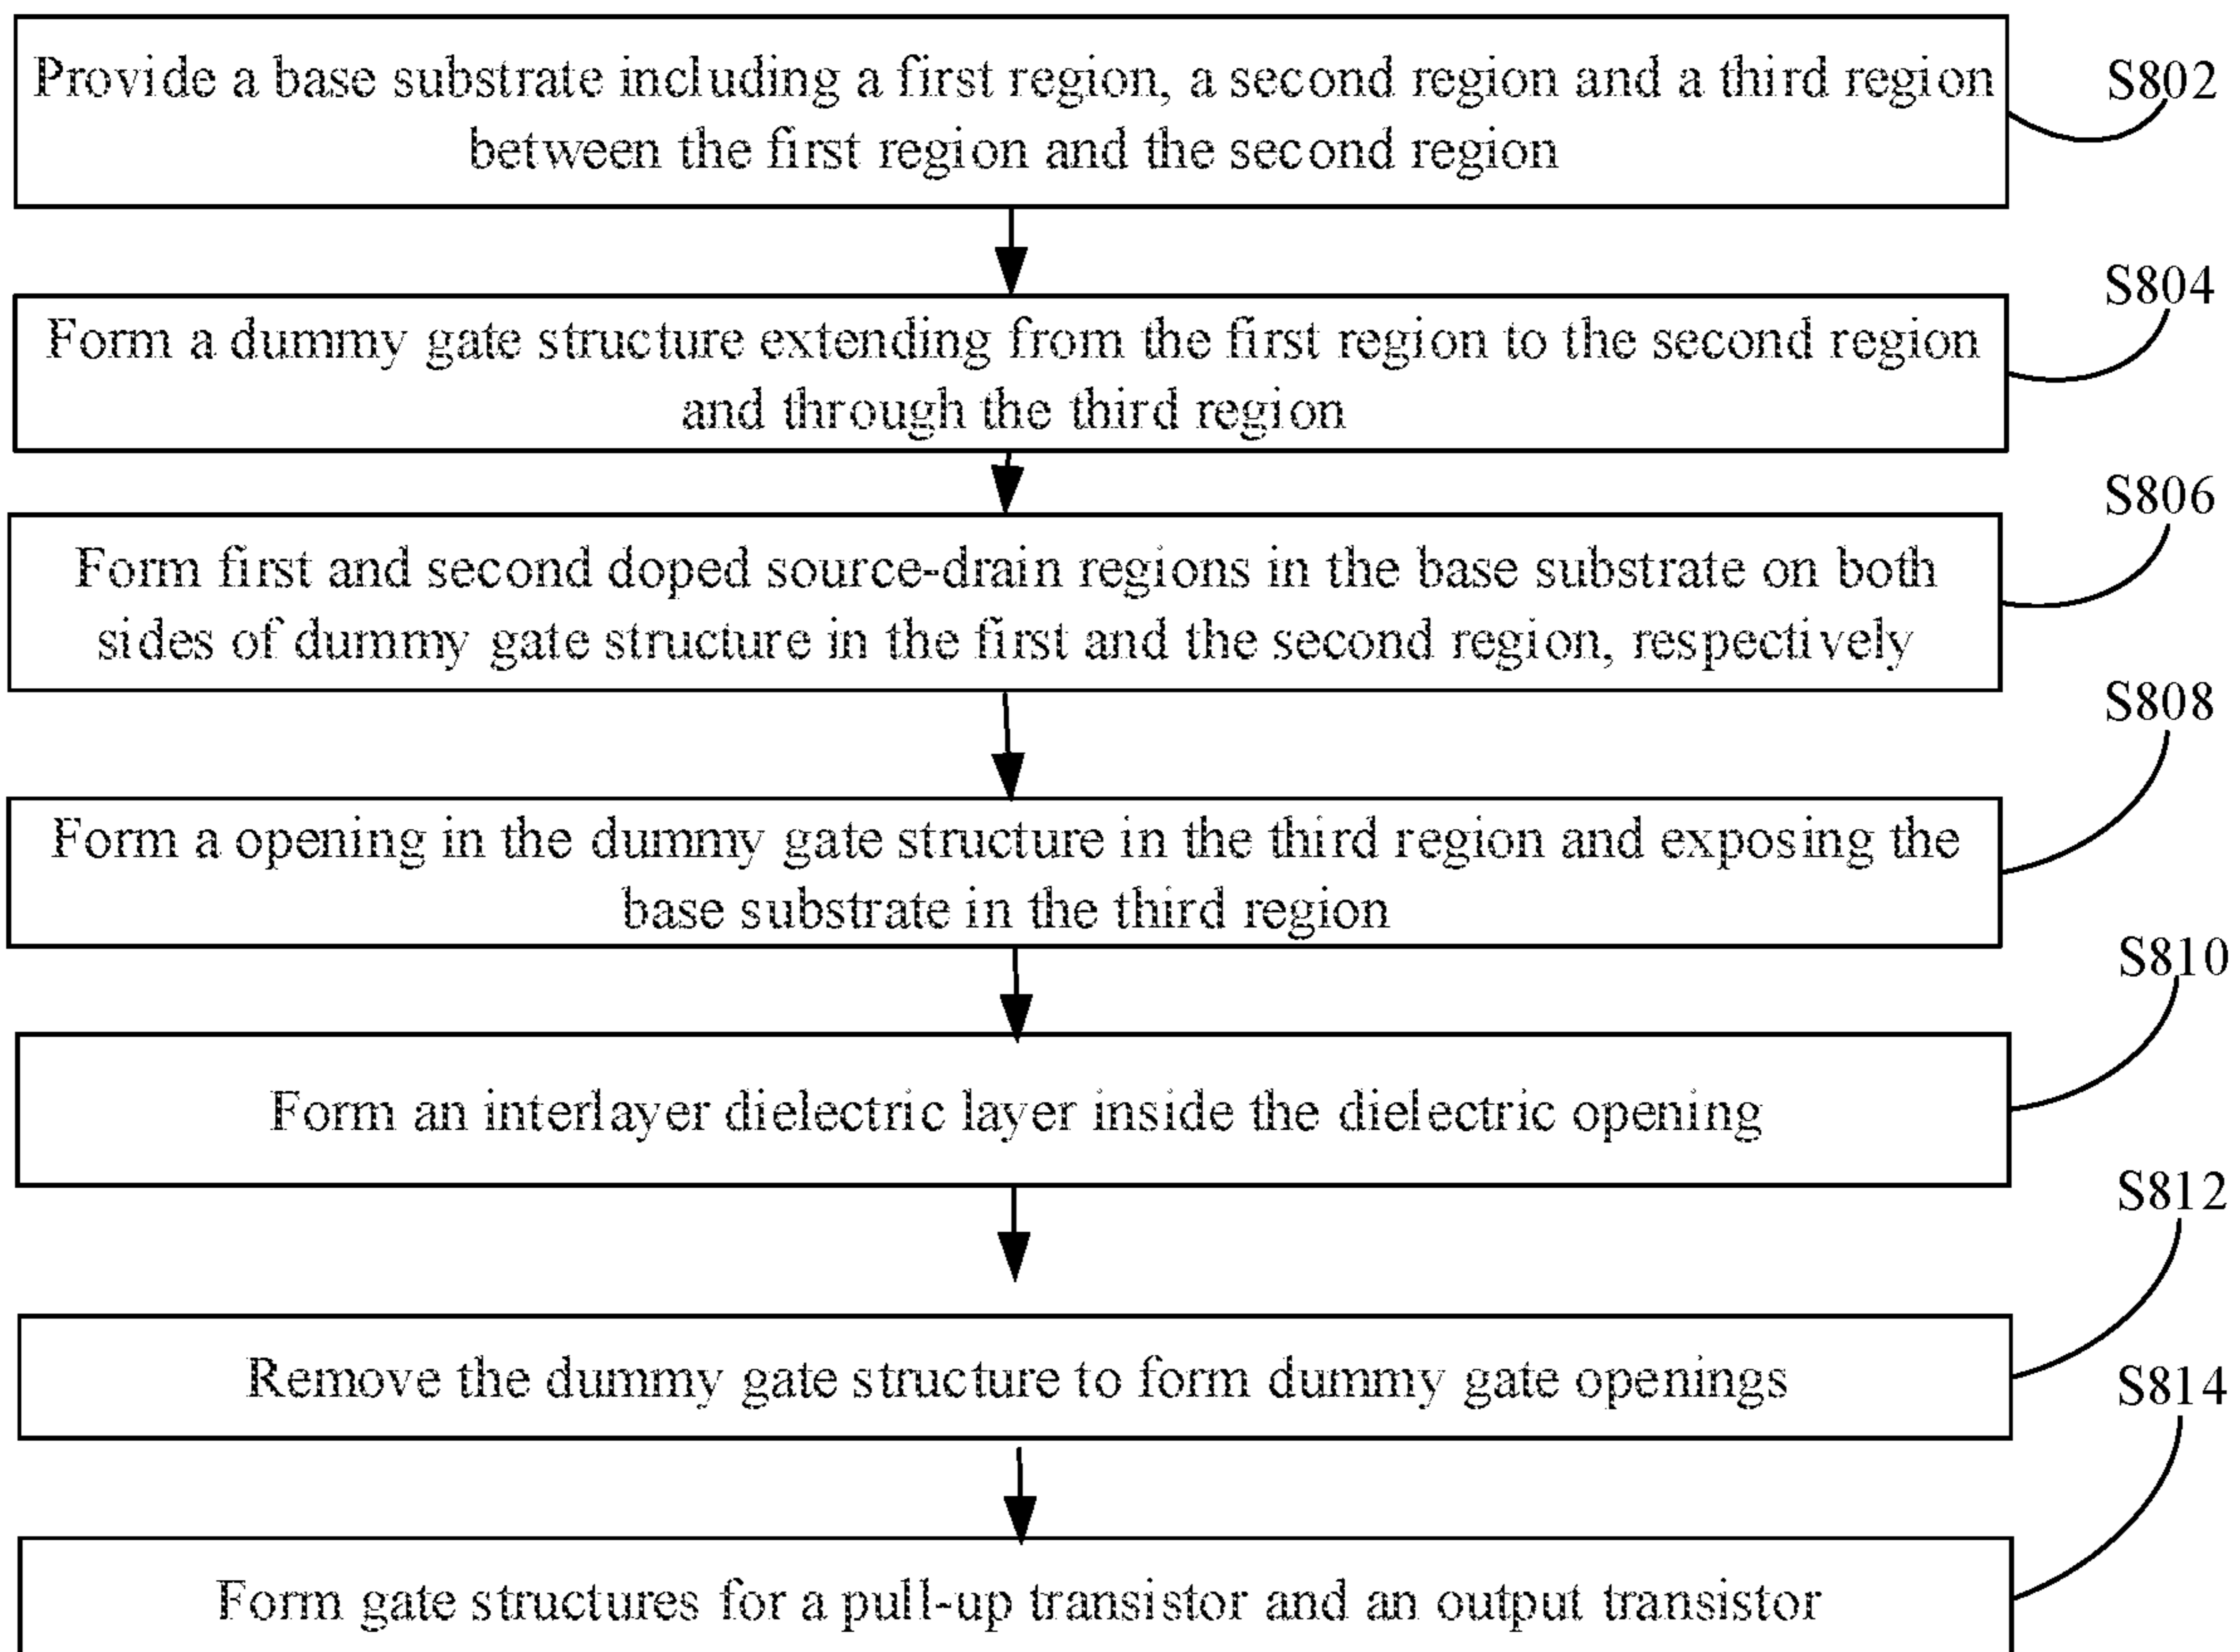 Provide a base substrate including a first region, a second region and a third region
between the first region and the second region
S802
Form a dummy gate structure extending from the first region to the second region
and through the third region
S804
Form first and second doped source-drain regions in the base substrate on both
sides of dummy gate structure in the first and the second region, respectively
S806
Form a opening in the dummy gate structure in the third region and exposing the
base substrate in the third region
S808
Form an interlayer dielectric layer inside the dielectric opening
S810
Remove the dummy gate structure to form dummy gate openings
S812
Form gate structures for a pull-up transistor and an output transistor
S814